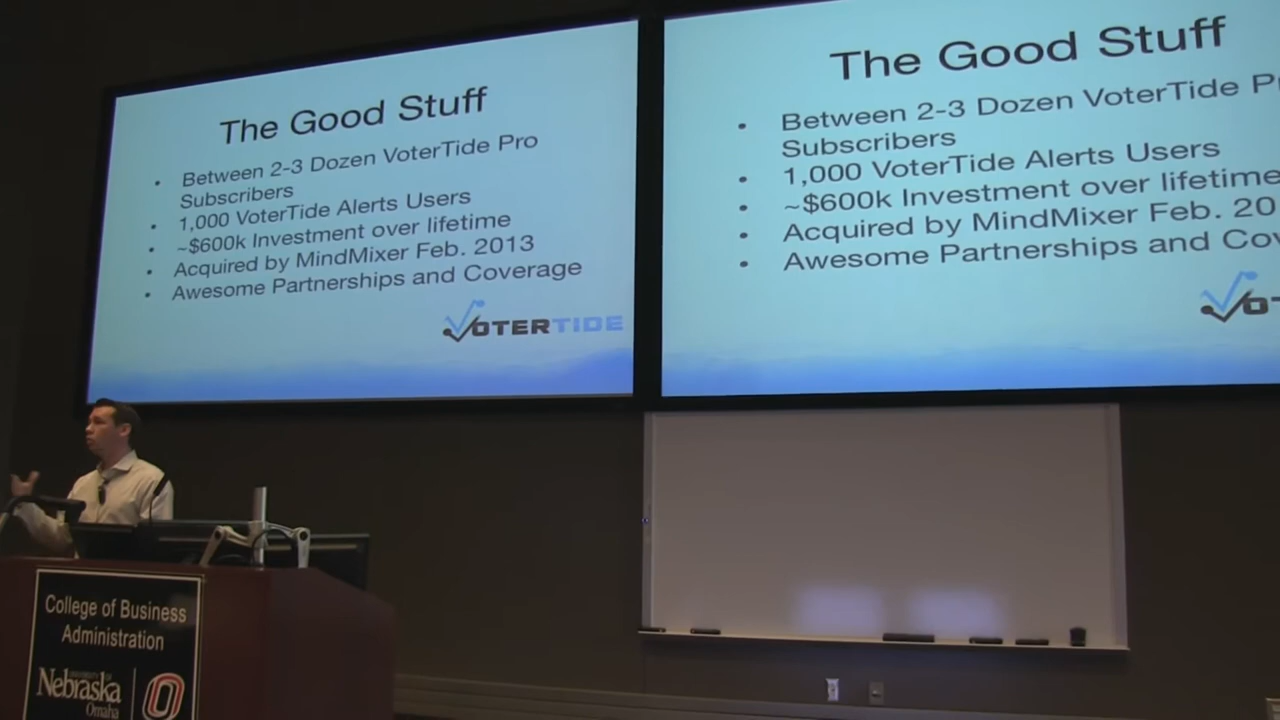 The Good Stuff
• Between 2-3 Dozen VoterTide Pro
Subscribers
• 1,000 VoterTide Alerts Users
• ~$600k Investment over lifetime
• Acquired by MindMixer Feb. 2013
• Awesome Partnerships and Coverage
VOTERTIDE
The Good Stuff
• Between 2-3 Dozen VoterTide
Subscribers
• 1,000 VoterTide Alerts Users
• ~$600k Investment over lifetime
• Acquired by MindMixer Feb. 20
• Awesome Partnerships and
College of Business
Administration
Nebraska
Omaha